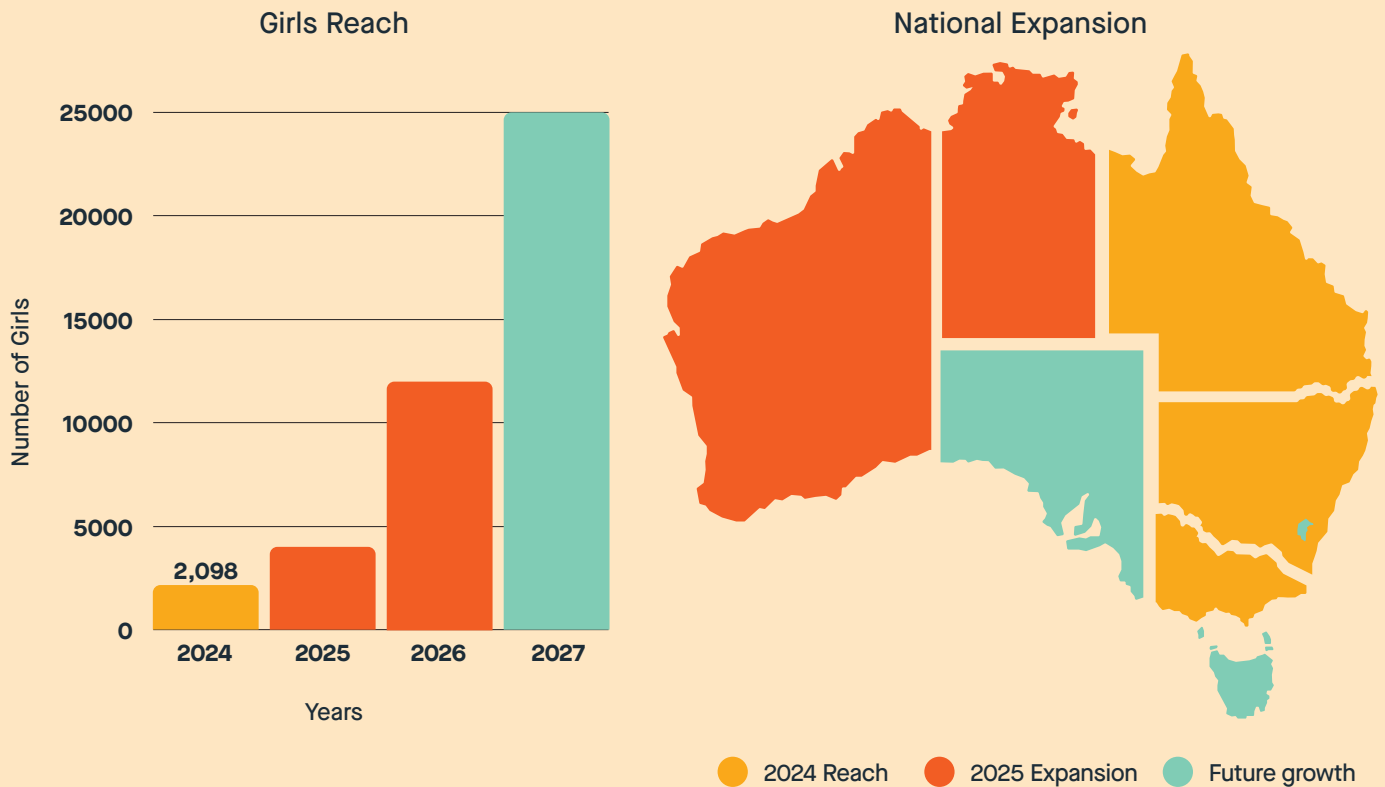 Girls Reach
25000
20000
15000
10000
5000
0
Number of Girls
2,098
2024
2025
2026
2027
Years
National Expansion
2024 Reach
2025 Expansion
Future growth